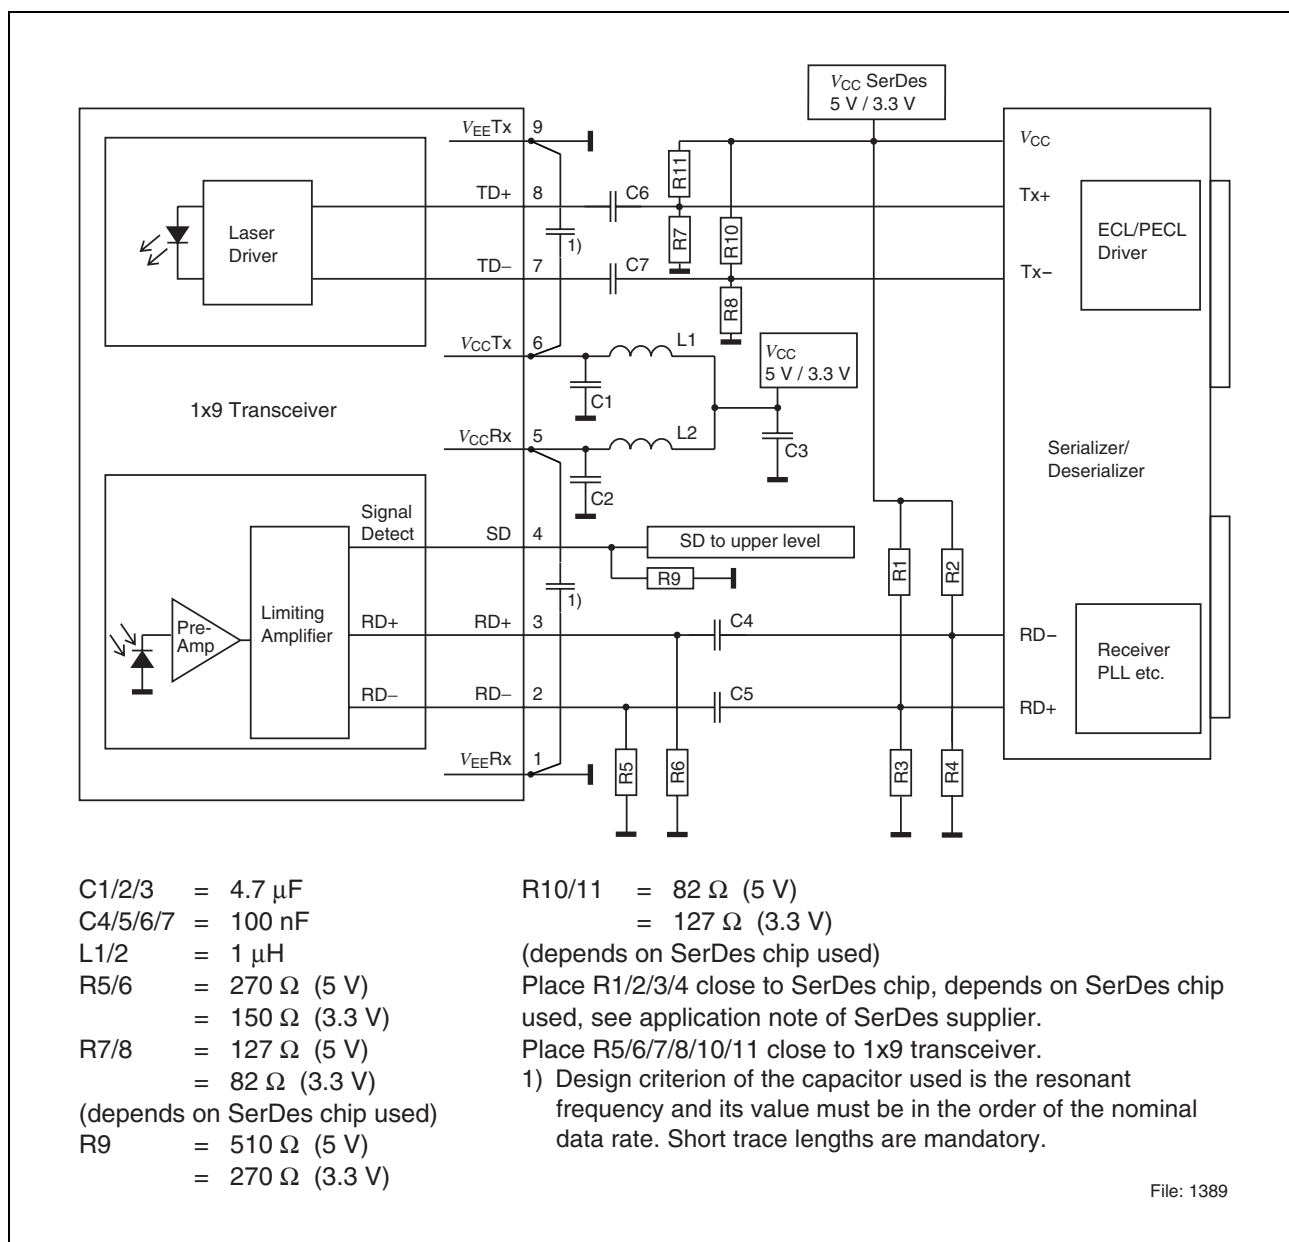 VCC SerDes
5 V / 3.3 V
VEETx 9
VCC
R11
TD+ 8
C6
Tx+
Laser
Driver
R7
R10
ECL/PECL
Driver
1)
TD– 7
C7
Tx–
R8
VCCTx 6
L1
VCC
5 V / 3.3 V
C1
1x9 Transceiver
VCCRx 5
L2
C3
Serializer/
Deserializer
C2
Signal
Detect
SD 4
SD to upper level
R9
R1
R2
1)
Pre-
Amp
Limiting
Amplifier
RD+
RD+ 3
C4
RD–
Receiver
PLL etc.
RD–
RD– 2
C5
RD+
VEERx 1
R5
R6
R3
R4
C1/2/3 = 4.7 µF
C4/5/6/7 = 100 nF
L1/2 = 1 µH
R5/6 = 270 Ω (5 V)
= 150 Ω (3.3 V)
R7/8 = 127 Ω (5 V)
= 82 Ω (3.3 V)
(depends on SerDes chip used)
R9 = 510 Ω (5 V)
= 270 Ω (3.3 V)
R10/11 = 82 Ω (5 V)
= 127 Ω (3.3 V)
(depends on SerDes chip used)
Place R1/2/3/4 close to SerDes chip, depends on SerDes chip
used, see application note of SerDes supplier.
Place R5/6/7/8/10/11 close to 1x9 transceiver.
1) Design criterion of the capacitor used is the resonant
frequency and its value must be in the order of the nominal
data rate. Short trace lengths are mandatory.
File: 1389